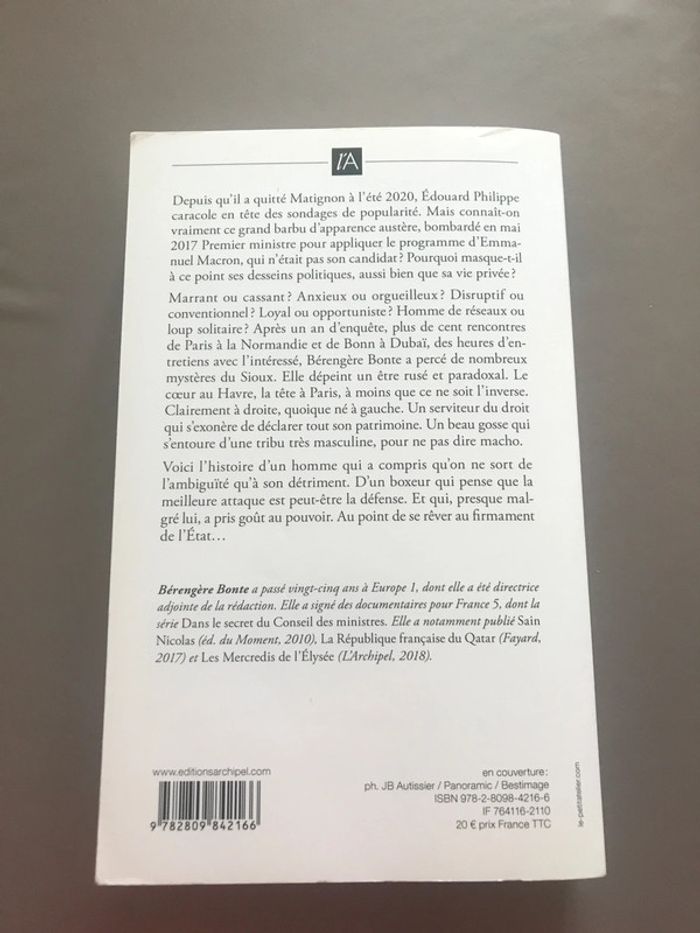 l'A
Depuis qu'il a quitté Matignon à l'été 2020, Édouard Philippe
caracole en tête des sondages de popularité. Mais connaît-on
vraiment ce grand barbu d'apparence austère, bombardé en mai
2017 Premier ministre pour appliquer le programme d'Emma-
nuel Macron, qui n'était pas son candidat ? Pourquoi masque-t-il
à ce point ses desseins politiques, aussi bien que sa vie privée ?
Marrant ou cassant ? Anxieux ou orgueilleux ? Disruptif ou
conventionnel ? Loyal ou opportuniste ? Homme de réseaux ou
loup solitaire ? Après un an d'enquête, plus de cent rencontres
de Paris à la Normandie et de Bonn à Dubaï, des heures d'en-
tretiens avec l'intéressé, Bérengère Bonte a percé de nombreux
mystères du Sioux. Elle dépeint un être rusé et paradoxal. Le
cœur au Havre, la tête à Paris, à moins que ce ne soit l'inverse.
Clairement à droite, quoique né à gauche. Un serviteur du droit
qui s'exonère de déclarer tout son patrimoine. Un beau gosse qui
s'entoure d'une tribu très masculine, pour ne pas dire macho.
Voici l'histoire d'un homme qui a compris qu'on ne sort de
l'ambiguïté qu'à son détriment. D'un boxeur qui pense que la
meilleure attaque est peut-être la défense. Et qui, presque mal-
gré lui, a pris goût au pouvoir. Au point de se rêver au firmament
de l'État…
Bérengère Bonte a passé vingt-cinq ans à Europe 1, dont elle a été directrice
adjointe de la rédaction. Elle a signé des documentaires pour France 5, dont la
série Dans le secret du Conseil des ministres. Elle a notamment publié Sain
Nicolas (éd. du Moment, 2010), La République française du Qatar (Fayard,
2017) et Les Mercredis de l'Élysée (L'Archipel, 2018).
www.editionsarchipel.com
9 782809 842166
en couverture :
ph. JB Autissier / Panoramic / Bestimage
ISBN 978-2-8098-4216-6
IF 764116-2110
20 € prix France TTC
le-petitatelier.com